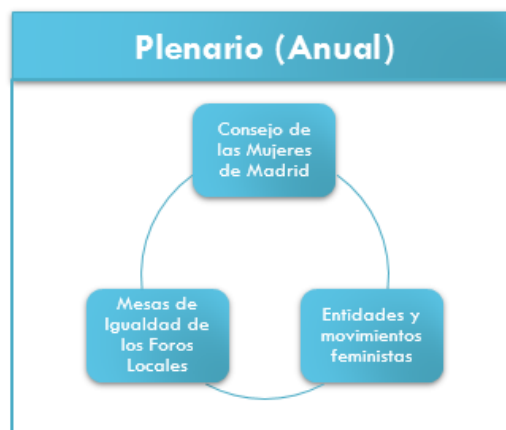 Plenario (Anual)
Consejo de
las Mujeres
de Madrid
Mesas de
Igualdad de
los Foros
Locales
Entidades y
movimientos
feministas